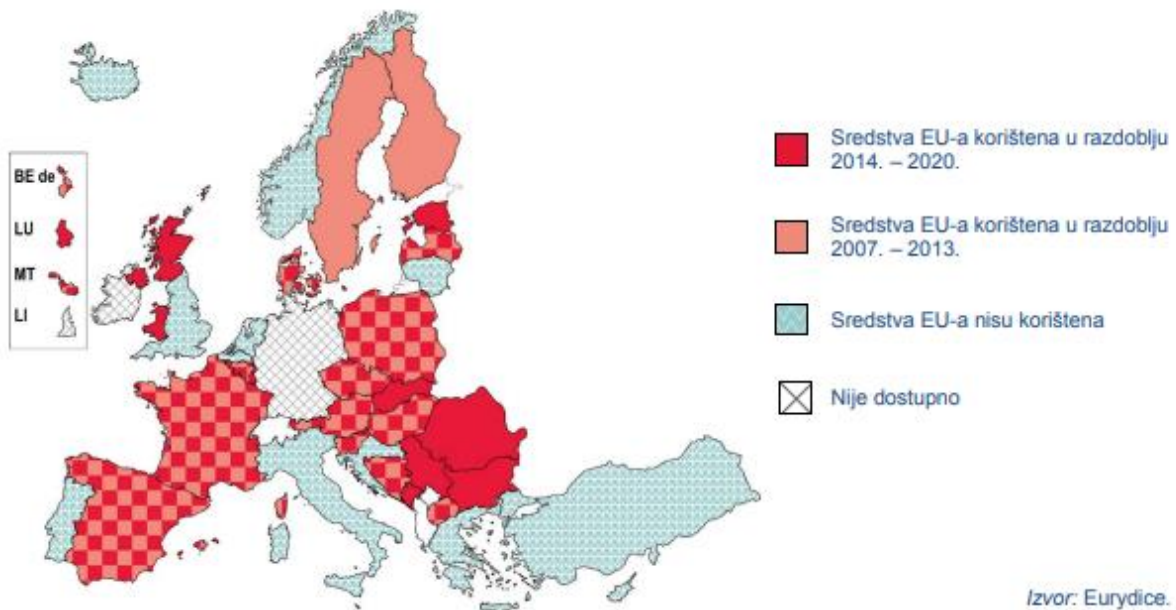 BE de
LU
MT
LI
Sredstva EU-a korištena u razdoblju
2014. – 2020.
Sredstva EU-a korištena u razdoblju
2007. – 2013.
Sredstva EU-a nisu korištena
Nije dostupno
Izvor: Eurydice.